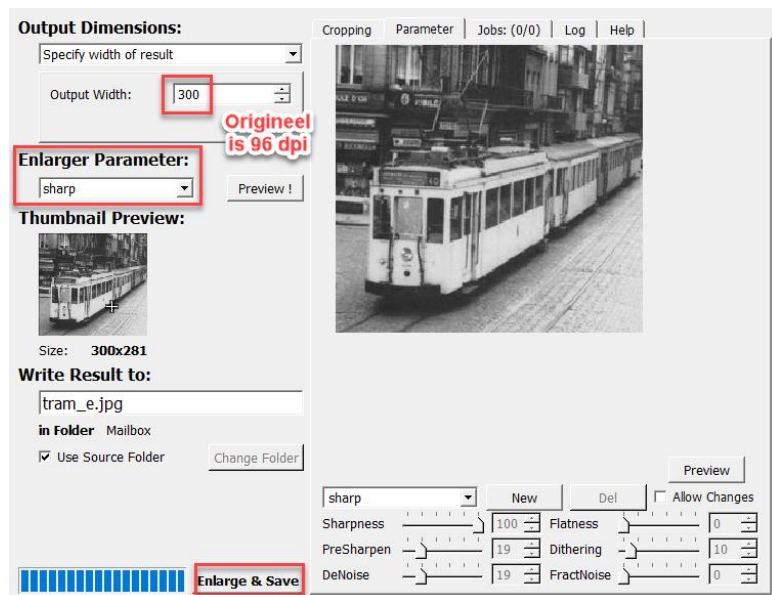 Output Dimensions:
Specify width of result
Output Width:
300
Origineel
is 96 dpi
Enlarger Parameter:
sharp
Preview !
Thumbnail Preview:
Size: 300x281
Write Result to:
tram_e.jpg
in Folder Mailbox
Use Source Folder
Change Folder
Enlarge & Save
Cropping Parameter Jobs: (0/0) Log Help
40
Preview
sharp New Del Allow Changes
Sharpness 100 Flatness 0
PreSharpen 19 Dithering 10
DeNoise 19 FractNoise 0